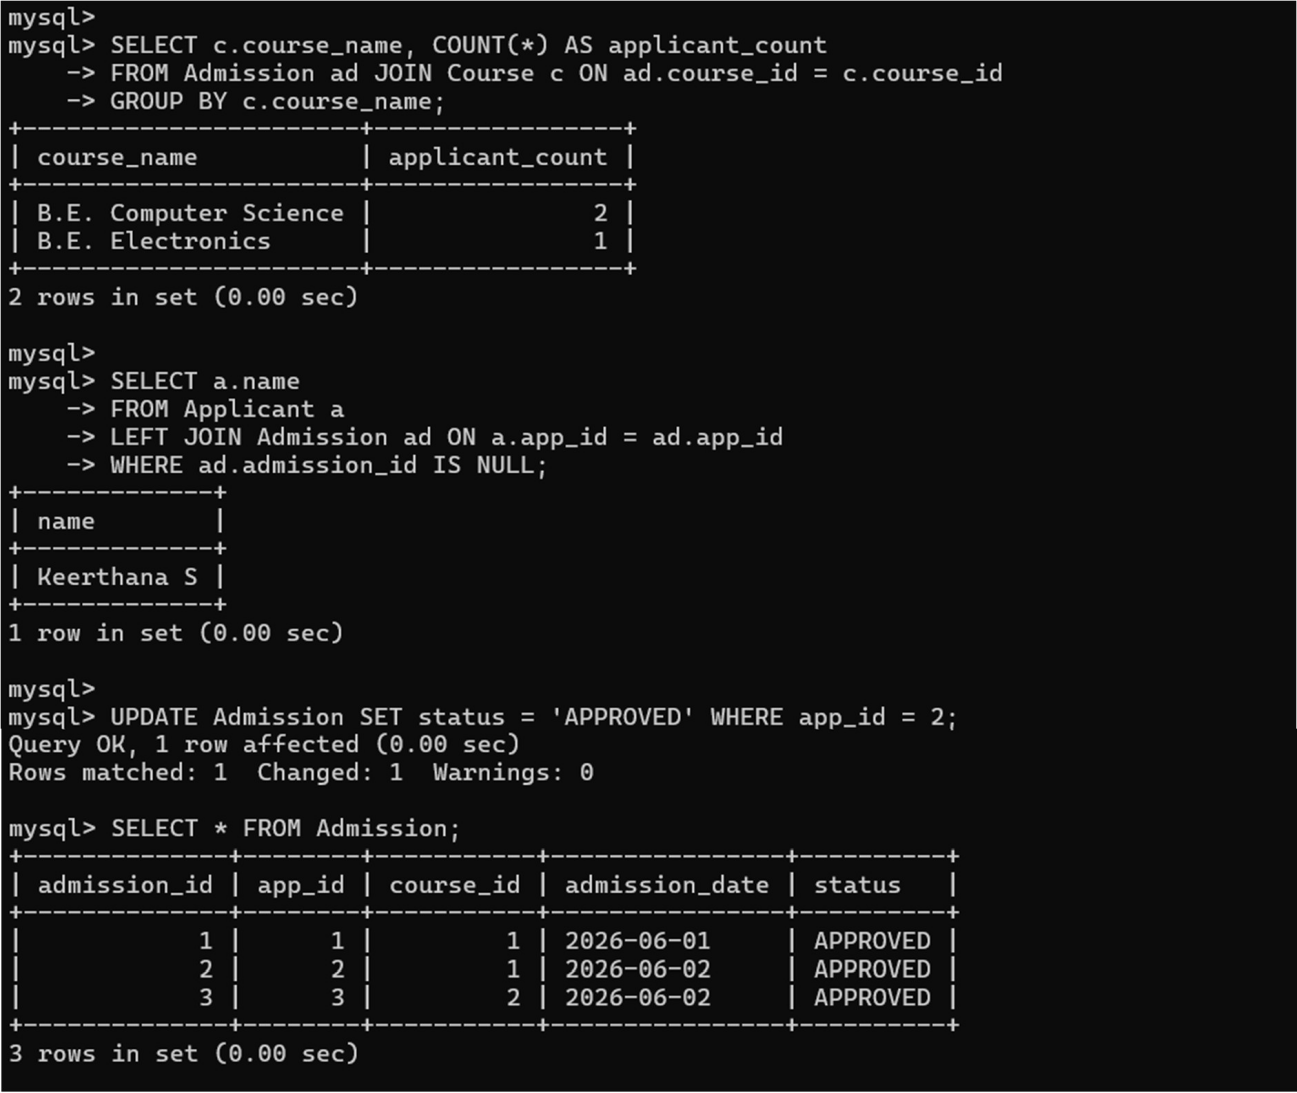 mysql>
mysql> SELECT c.course_name, COUNT(*) AS applicant_count
    -> FROM Admission ad JOIN Course c ON ad.course_id = c.course_id
    -> GROUP BY c.course_name;
+-----------------------+-----------------+
| course_name           | applicant_count |
+-----------------------+-----------------+
| B.E. Computer Science |               2 |
| B.E. Electronics      |               1 |
+-----------------------+-----------------+
2 rows in set (0.00 sec)

mysql>
mysql> SELECT a.name
    -> FROM Applicant a
    -> LEFT JOIN Admission ad ON a.app_id = ad.app_id
    -> WHERE ad.admission_id IS NULL;
+-------------+
| name        |
+-------------+
| Keerthana S |
+-------------+
1 row in set (0.00 sec)

mysql>
mysql> UPDATE Admission SET status = 'APPROVED' WHERE app_id = 2;
Query OK, 1 row affected (0.00 sec)
Rows matched: 1  Changed: 1  Warnings: 0

mysql> SELECT * FROM Admission;
+--------------+--------+-----------+----------------+----------+
| admission_id | app_id | course_id | admission_date | status   |
+--------------+--------+-----------+----------------+----------+
|            1 |      1 |         1 | 2026-06-01     | APPROVED |
|            2 |      2 |         1 | 2026-06-02     | APPROVED |
|            3 |      3 |         2 | 2026-06-02     | APPROVED |
+--------------+--------+-----------+----------------+----------+
3 rows in set (0.00 sec)